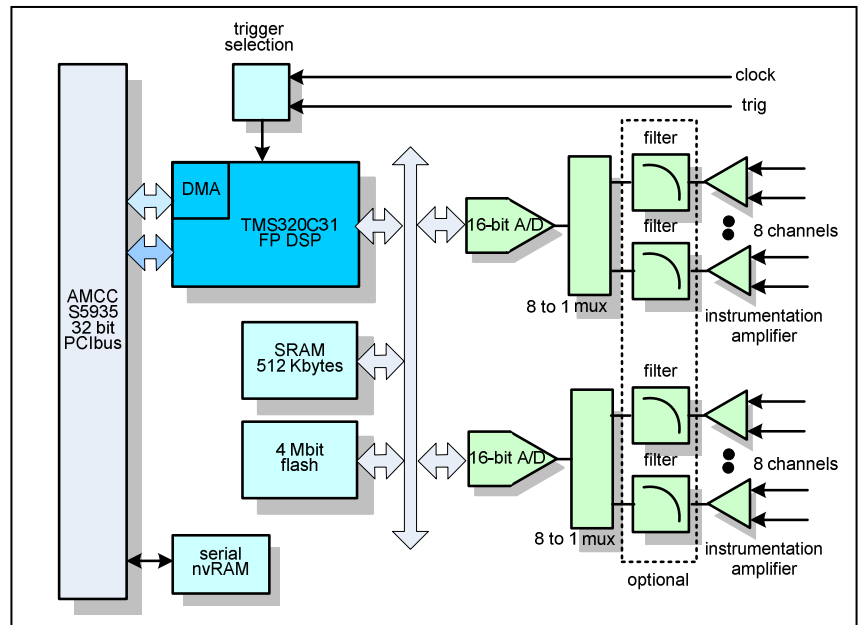 trigger
selection
clock
trig
filter
DMA
TMS320C31
FP DSP
16-bit A/D
filter
8 channels
AMCC
S5935
32 bit
PCIbus
8 to 1 mux
instrumentation
amplifier
SRAM
512 Kbytes
filter
4 Mbit
flash
16-bit A/D
filter
8 channels
8 to 1 mux
serial
nvRAM
instrumentation
amplifier
optional